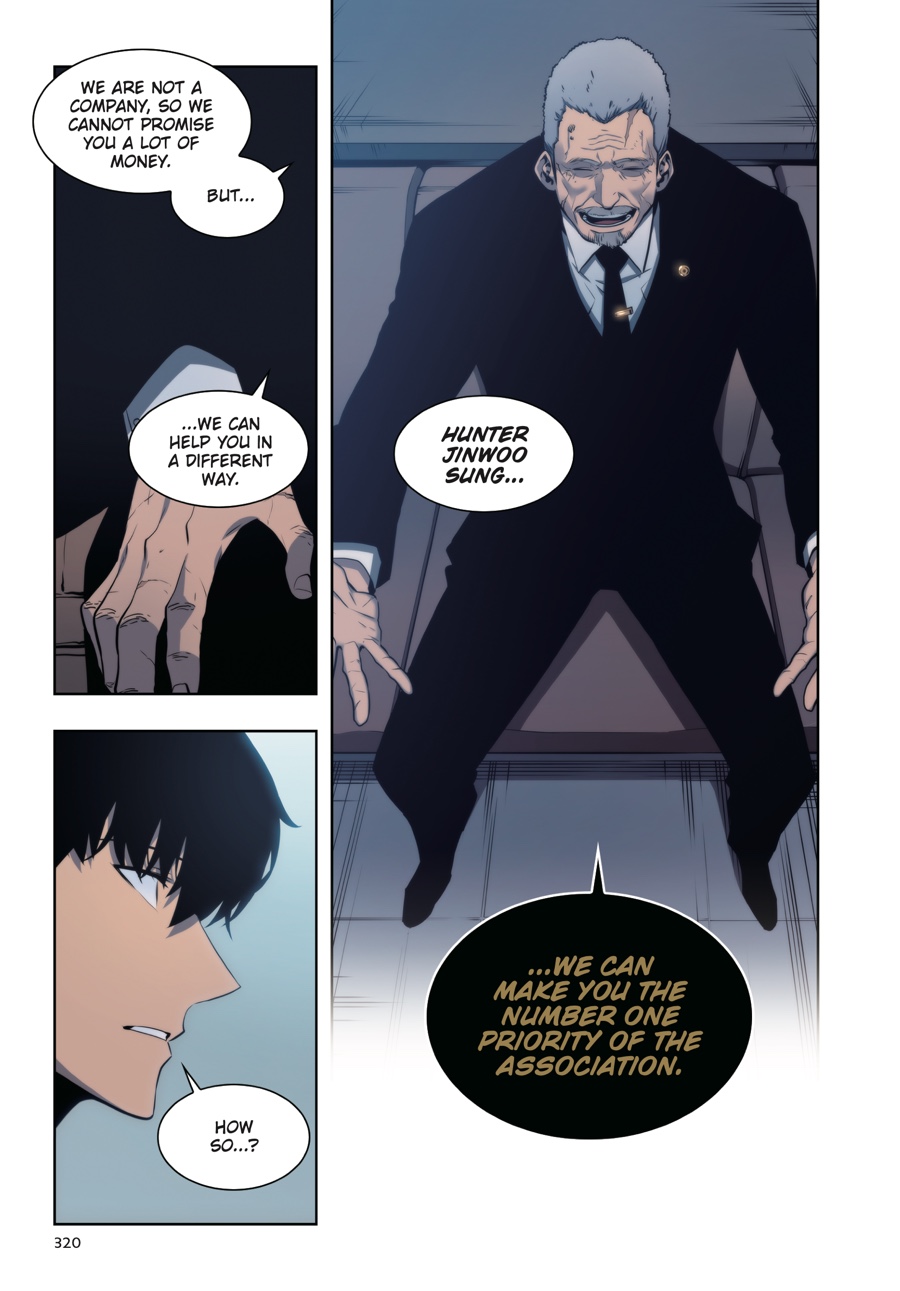 WE ARE NOT A
COMPANY, SO WE
CANNOT PROMISE
YOU A LOT OF
MONEY.
BUT...
...WE CAN
HELP YOU IN
A DIFFERENT
WAY.
HOW
SO...?
HUNTER
JINWOO
SUNG...
...WE CAN
MAKE YOU THE
NUMBER ONE
PRIORITY OF THE
ASSOCIATION.
320